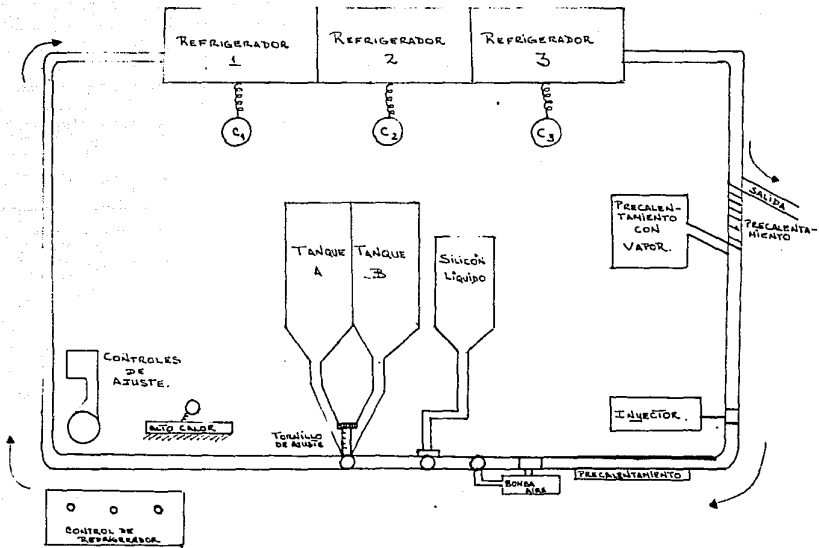 REFRIGERADOR
1
REFRIGERADOR
2
REFRIGERADOR
3
C1
C2
C3
SALIDA
PRECALENTA-
MIENTO
PRECALEN-
TAMIENTO
CON
VAPOR.
TANQUE
A
TANQUE
B
SILICÓN
LÍQUIDO
CONTROLES
DE
AJUSTE.
ALTO CALOR
TORNILLO
DE AJUSTE
INYECTOR.
BONBA
AIRE
PRECALENTAMIENTO
CONTROL DE
REFRIGERADOR